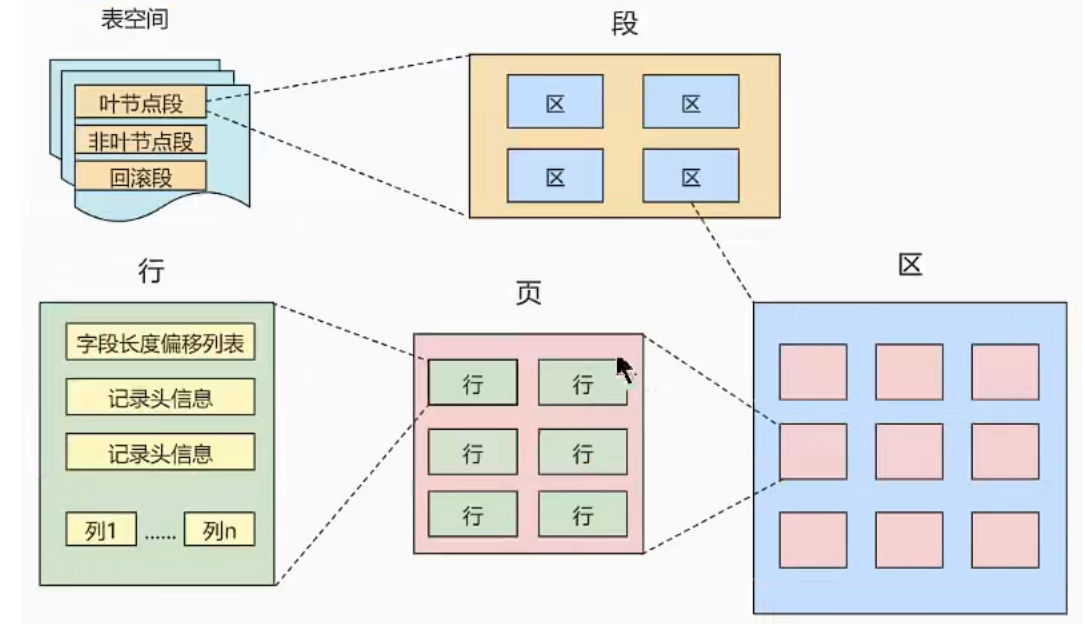 表空间
段
叶节点段
非叶节点段
回滚段
区
区
区
区
行
页
区
字段长度偏移列表
记录头信息
记录头信息
列1 ...... 列n
行
行
行
行
行
行